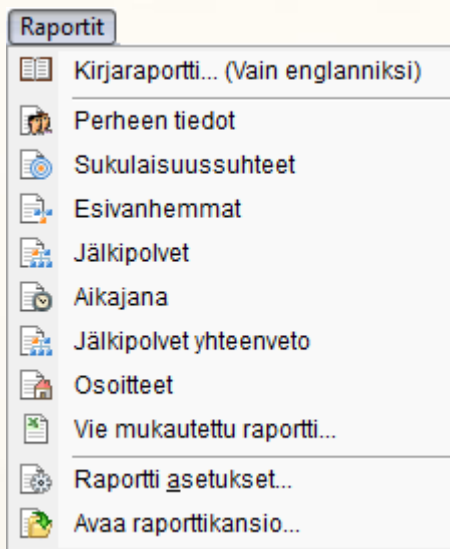 Raportit
Kirjaraportti... (Vain englanniksi)
Perheen tiedot
Sukulaisuussuhteet
Esivanhemmat
Jälkipolvet
Aikajana
Jälkipolvet yhteenveto
Osoitteet
Vie mukautettu raportti...
Raportti asetukset...
Avaa raporttikansio...